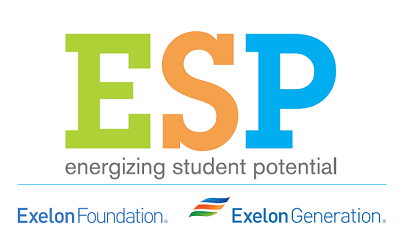 ESP
energizing student potential
Exelon Foundation® Exelon Generation®